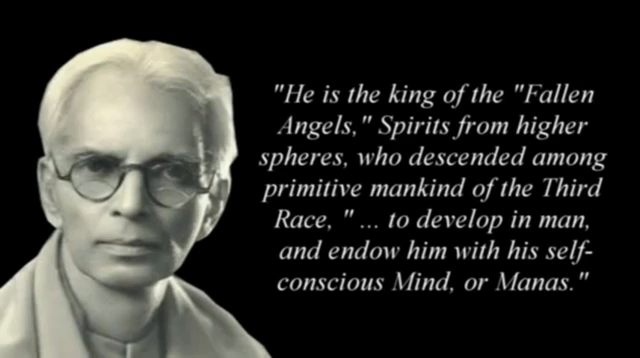 "He is the king of the "Fallen
Angels," Spirits from higher
spheres, who descended among
primitive mankind of the Third
Race, " ... to develop in man,
and endow him with his self-
conscious Mind, or Manas."